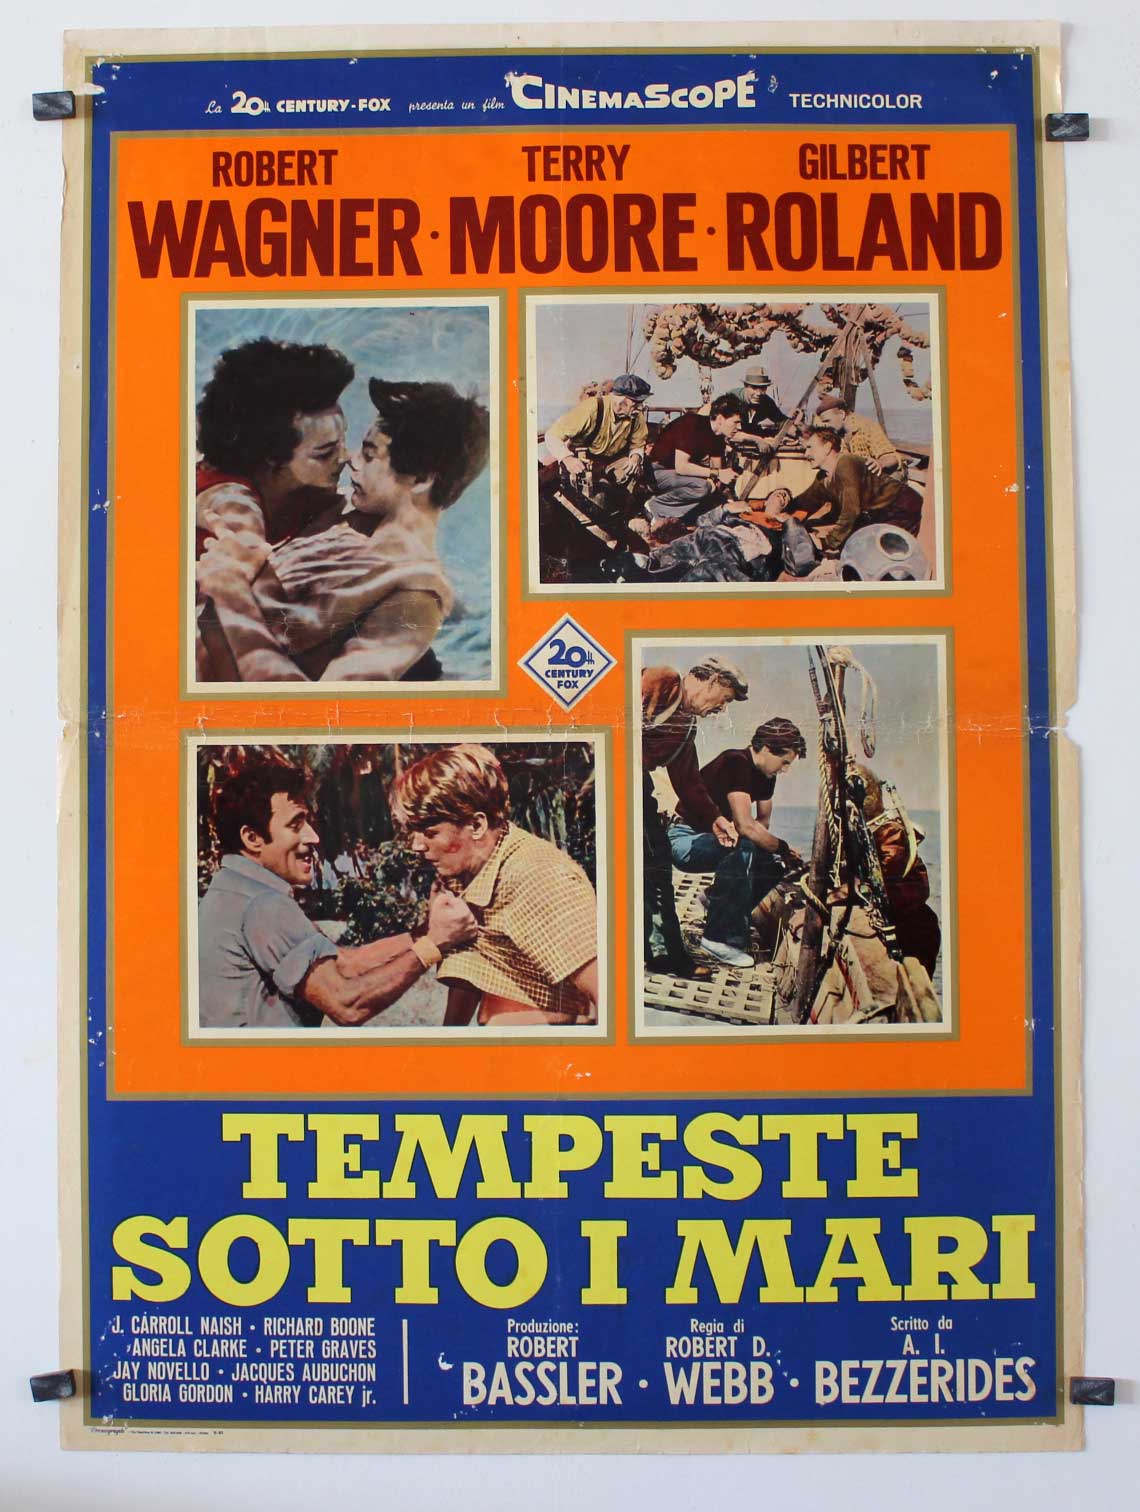 La 20th CENTURY-FOX presenta un film CINEMASCOPE TECHNICOLOR
ROBERT TERRY GILBERT
WAGNER · MOORE · ROLAND
20th
CENTURY
FOX
TEMPESTE
SOTTO I MARI
J. CARROLL NAISH · RICHARD BOONE
ANGELA CLARKE · PETER GRAVES
JAY NOVELLO · JACQUES AUBUCHON
GLORIA GORDON · HARRY CAREY jr.
Produzione:
ROBERT
BASSLER ·
Regia di
ROBERT D.
WEBB ·
Scritto da
A. I.
BEZZERIDES